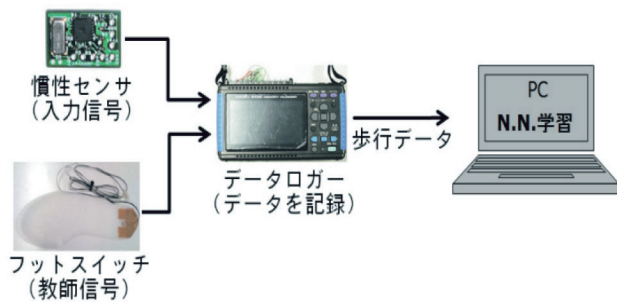 慣性センサ
(入力信号)
データロガー
(データを記録)
歩行データ
PC
N.N.学習
フットスイッチ
(教師信号)